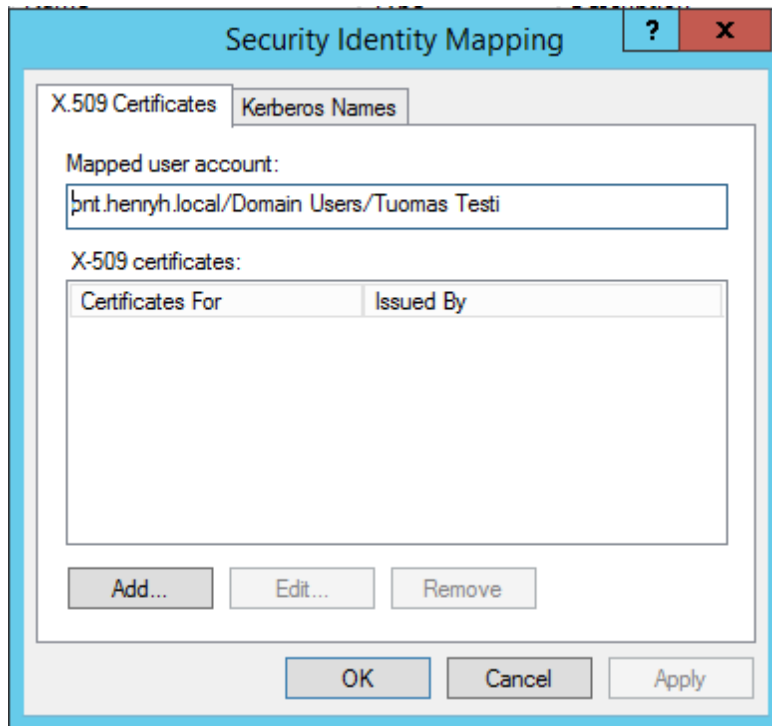 Security Identity Mapping
?
x
X.509 Certificates
Kerberos Names
Mapped user account:
pnt.henryh.local/Domain Users/Tuomas Testi
X-509 certificates:
Certificates For
Issued By
Add...
Edit...
Remove
OK
Cancel
Apply